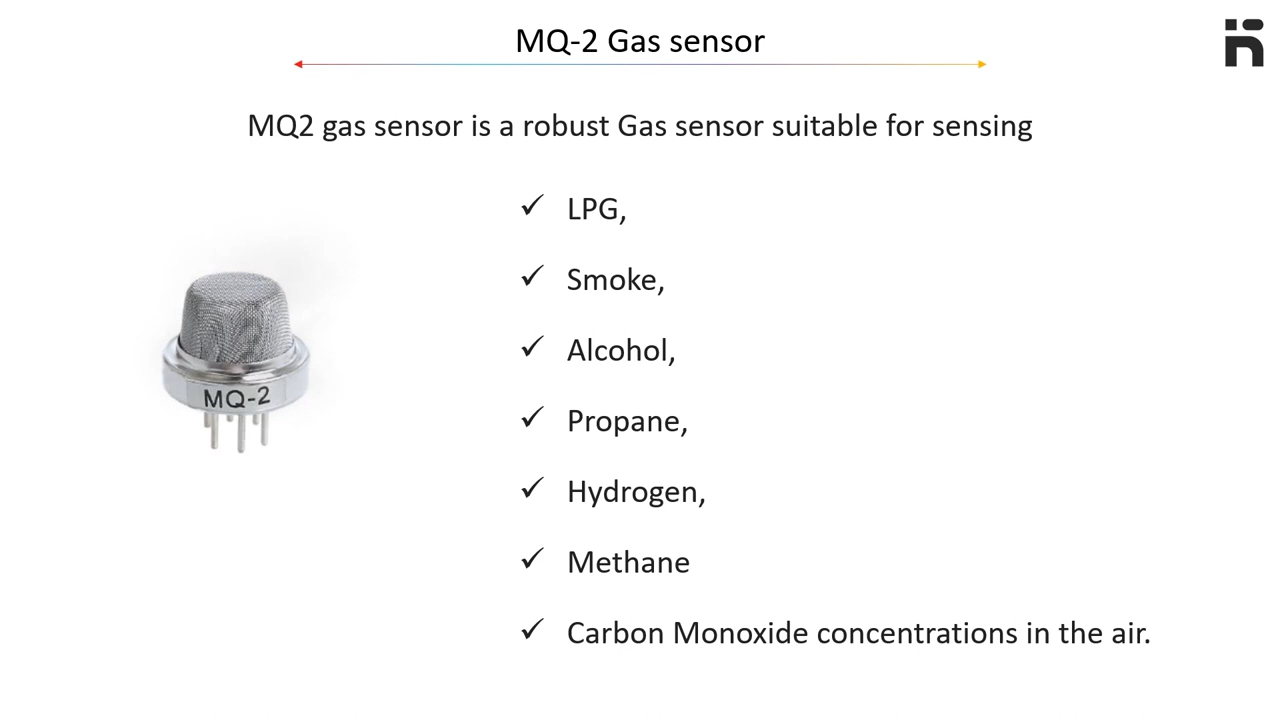 MQ-2 Gas sensor
MQ2 gas sensor is a robust Gas sensor suitable for sensing
LPG,
Smoke,
Alcohol,
Propane,
Hydrogen,
Methane
Carbon Monoxide concentrations in the air.
MQ-2